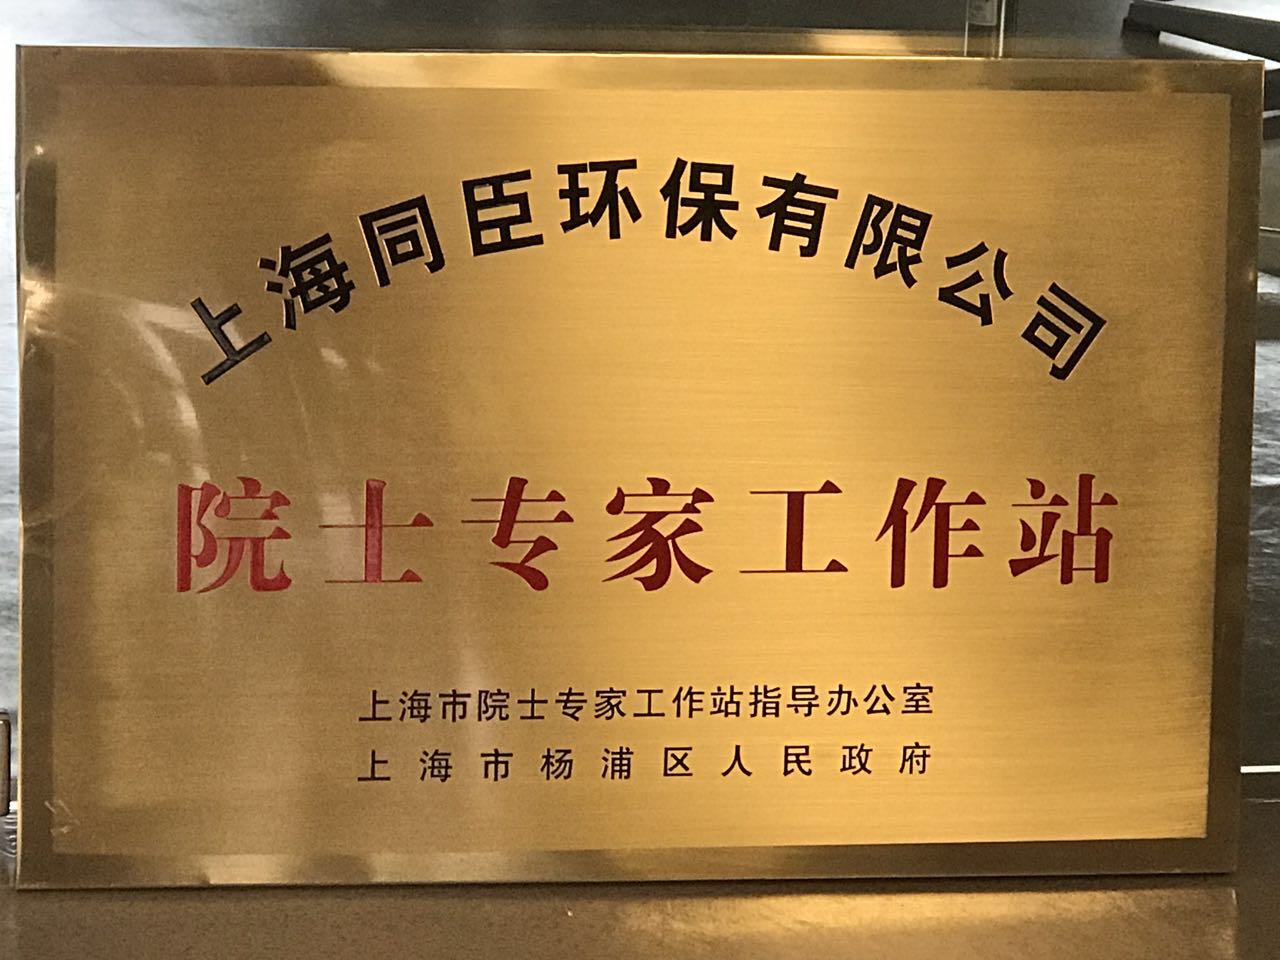 上海同臣环保有限公司
院士专家工作站
上海市院士专家工作站指导办公室
上海市杨浦区人民政府